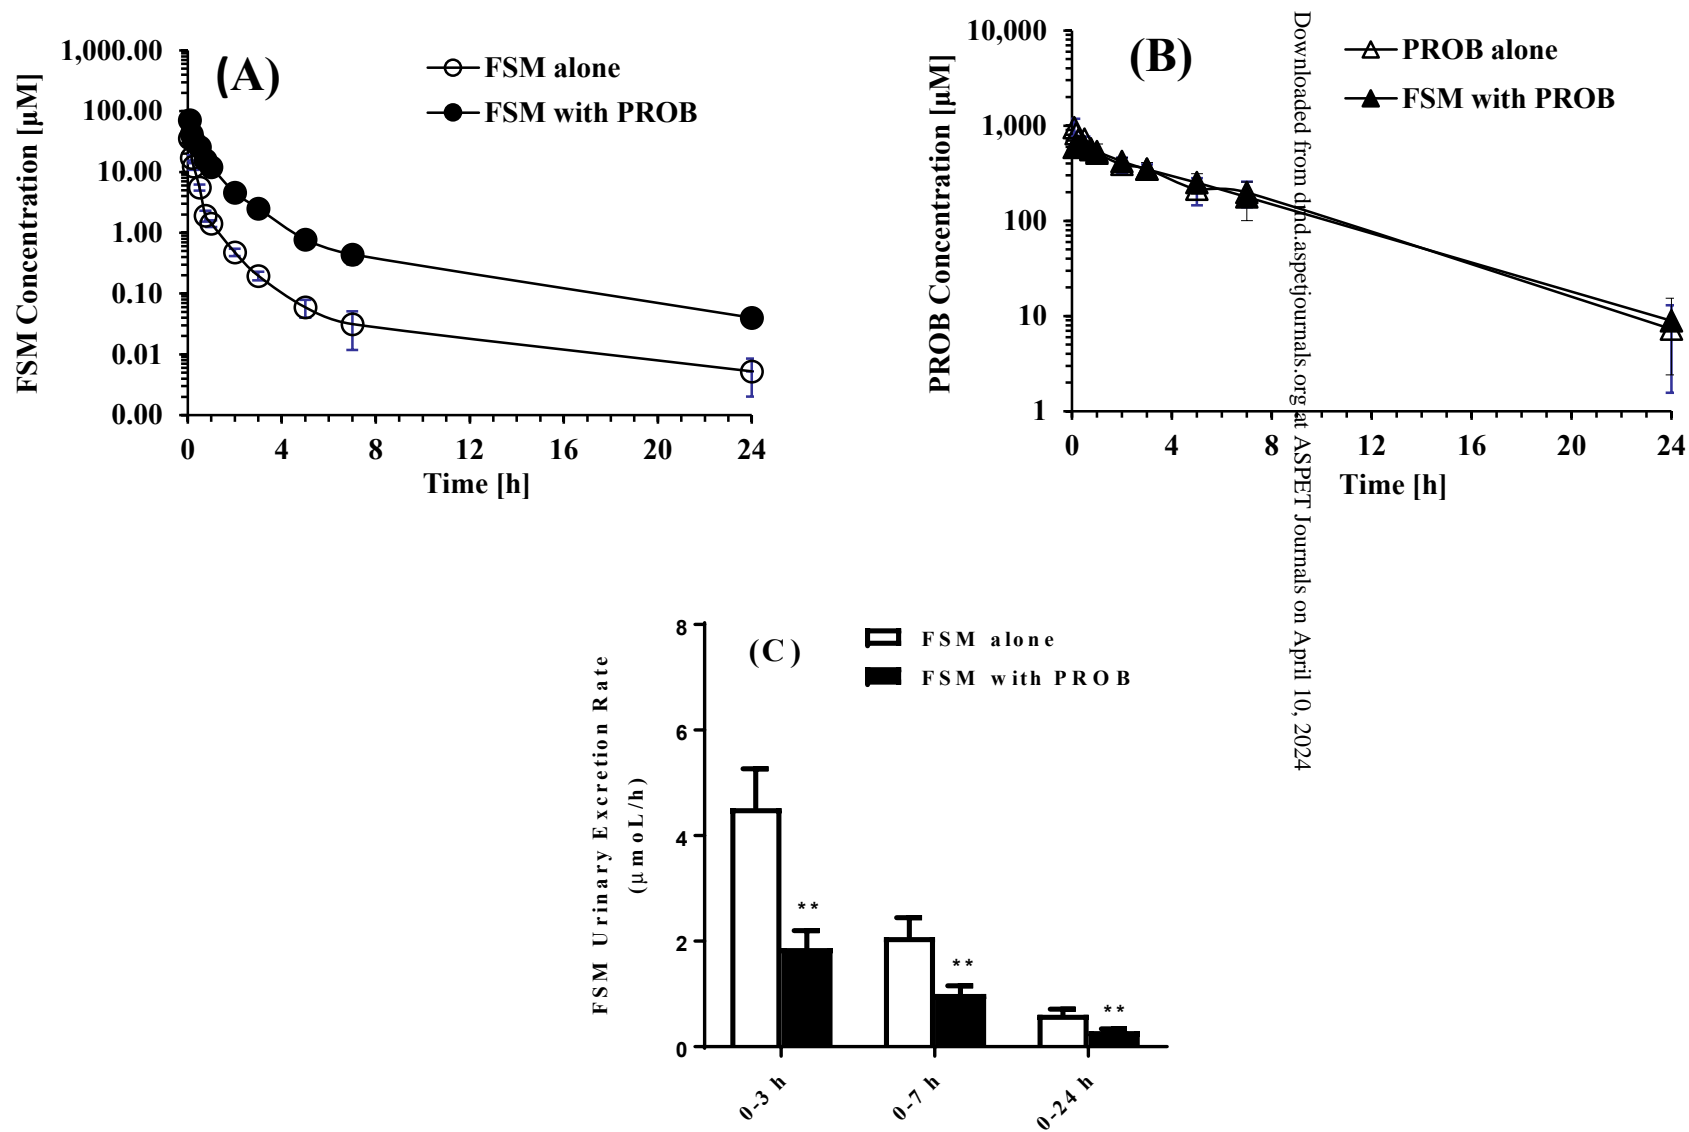 (A)
FSM alone
FSM with PROB
FSM Concentration [µM]
1,000.00
100.00
10.00
1.00
0.10
0.01
0.00
0 4 8 12 16 20 24
Time [h]
(B)
PROB alone
FSM with PROB
PROB Concentration [µM]
10,000
1,000
100
10
1
0 4 8 12 16 20 24
Time [h]
Downloaded from dmd.aspetjournals.org at ASPET Journals on April 10, 2024
(C)
FSM alone
FSM with PROB
FSM Urinary Excretion Rate
(µmoL/h)
8
6
4
2
0
**
**
**
0-3 h
0-7 h
0-24 h